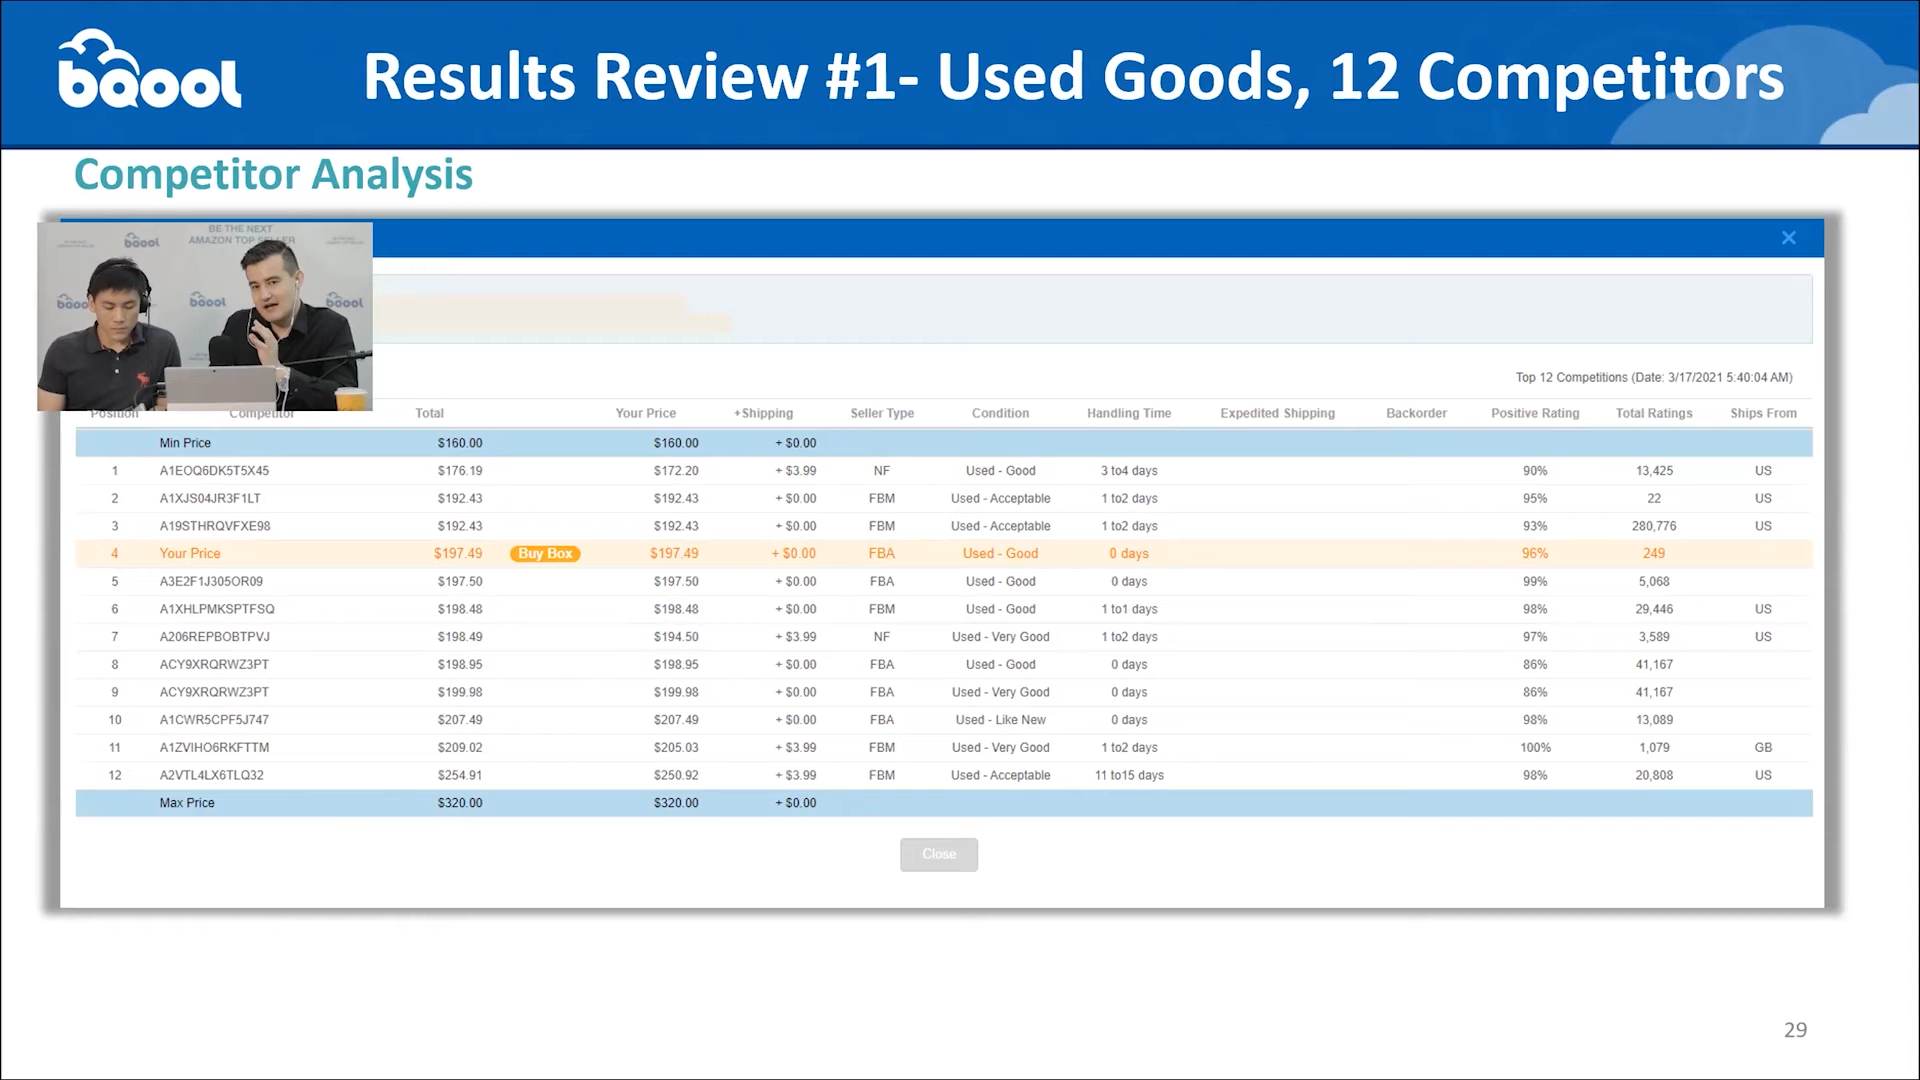 bqool
Results Review #1- Used Goods, 12 Competitors
Competitor Analysis
BE THE NEXT
AMAZON TOP SELLER
bqool
bqool bqool bqool
Top 12 Competitions (Date: 3/17/2021 5:40:04 AM)
Position Competitor Total Your Price +Shipping Seller Type Condition Handling Time Expedited Shipping Backorder Positive Rating Total Ratings Ships From
Min Price $160.00 $160.00 + $0.00
1 A1EOQ6DK5T5X45 $176.19 $172.20 + $3.99 NF Used - Good 3 to4 days 90% 13,425 US
2 A1XJS04JR3F1LT $192.43 $192.43 + $0.00 FBM Used - Acceptable 1 to2 days 95% 22 US
3 A19STHRQVFXE98 $192.43 $192.43 + $0.00 FBM Used - Acceptable 1 to2 days 93% 280,776 US
4 Your Price $197.49 Buy Box $197.49 + $0.00 FBA Used - Good 0 days 96% 249
5 A3E2F1J305OR09 $197.50 $197.50 + $0.00 FBA Used - Good 0 days 99% 5,068
6 A1XHLPMKSPTFSQ $198.48 $198.48 + $0.00 FBM Used - Good 1 to1 days 98% 29,446 US
7 A206REPBOBTPVJ $198.49 $194.50 + $3.99 NF Used - Very Good 1 to2 days 97% 3,589 US
8 ACY9XRQRWZ3PT $198.95 $198.95 + $0.00 FBA Used - Good 0 days 86% 41,167
9 ACY9XRQRWZ3PT $199.98 $199.98 + $0.00 FBA Used - Very Good 0 days 86% 41,167
10 A1CWR5CPF5J747 $207.49 $207.49 + $0.00 FBA Used - Like New 0 days 98% 13,089
11 A1ZVIHO6RKFTTM $209.02 $205.03 + $3.99 FBM Used - Very Good 1 to2 days 100% 1,079 GB
12 A2VTL4LX6TLQ32 $254.91 $250.92 + $3.99 FBM Used - Acceptable 11 to15 days 98% 20,808 US
Max Price $320.00 $320.00 + $0.00
Close
29